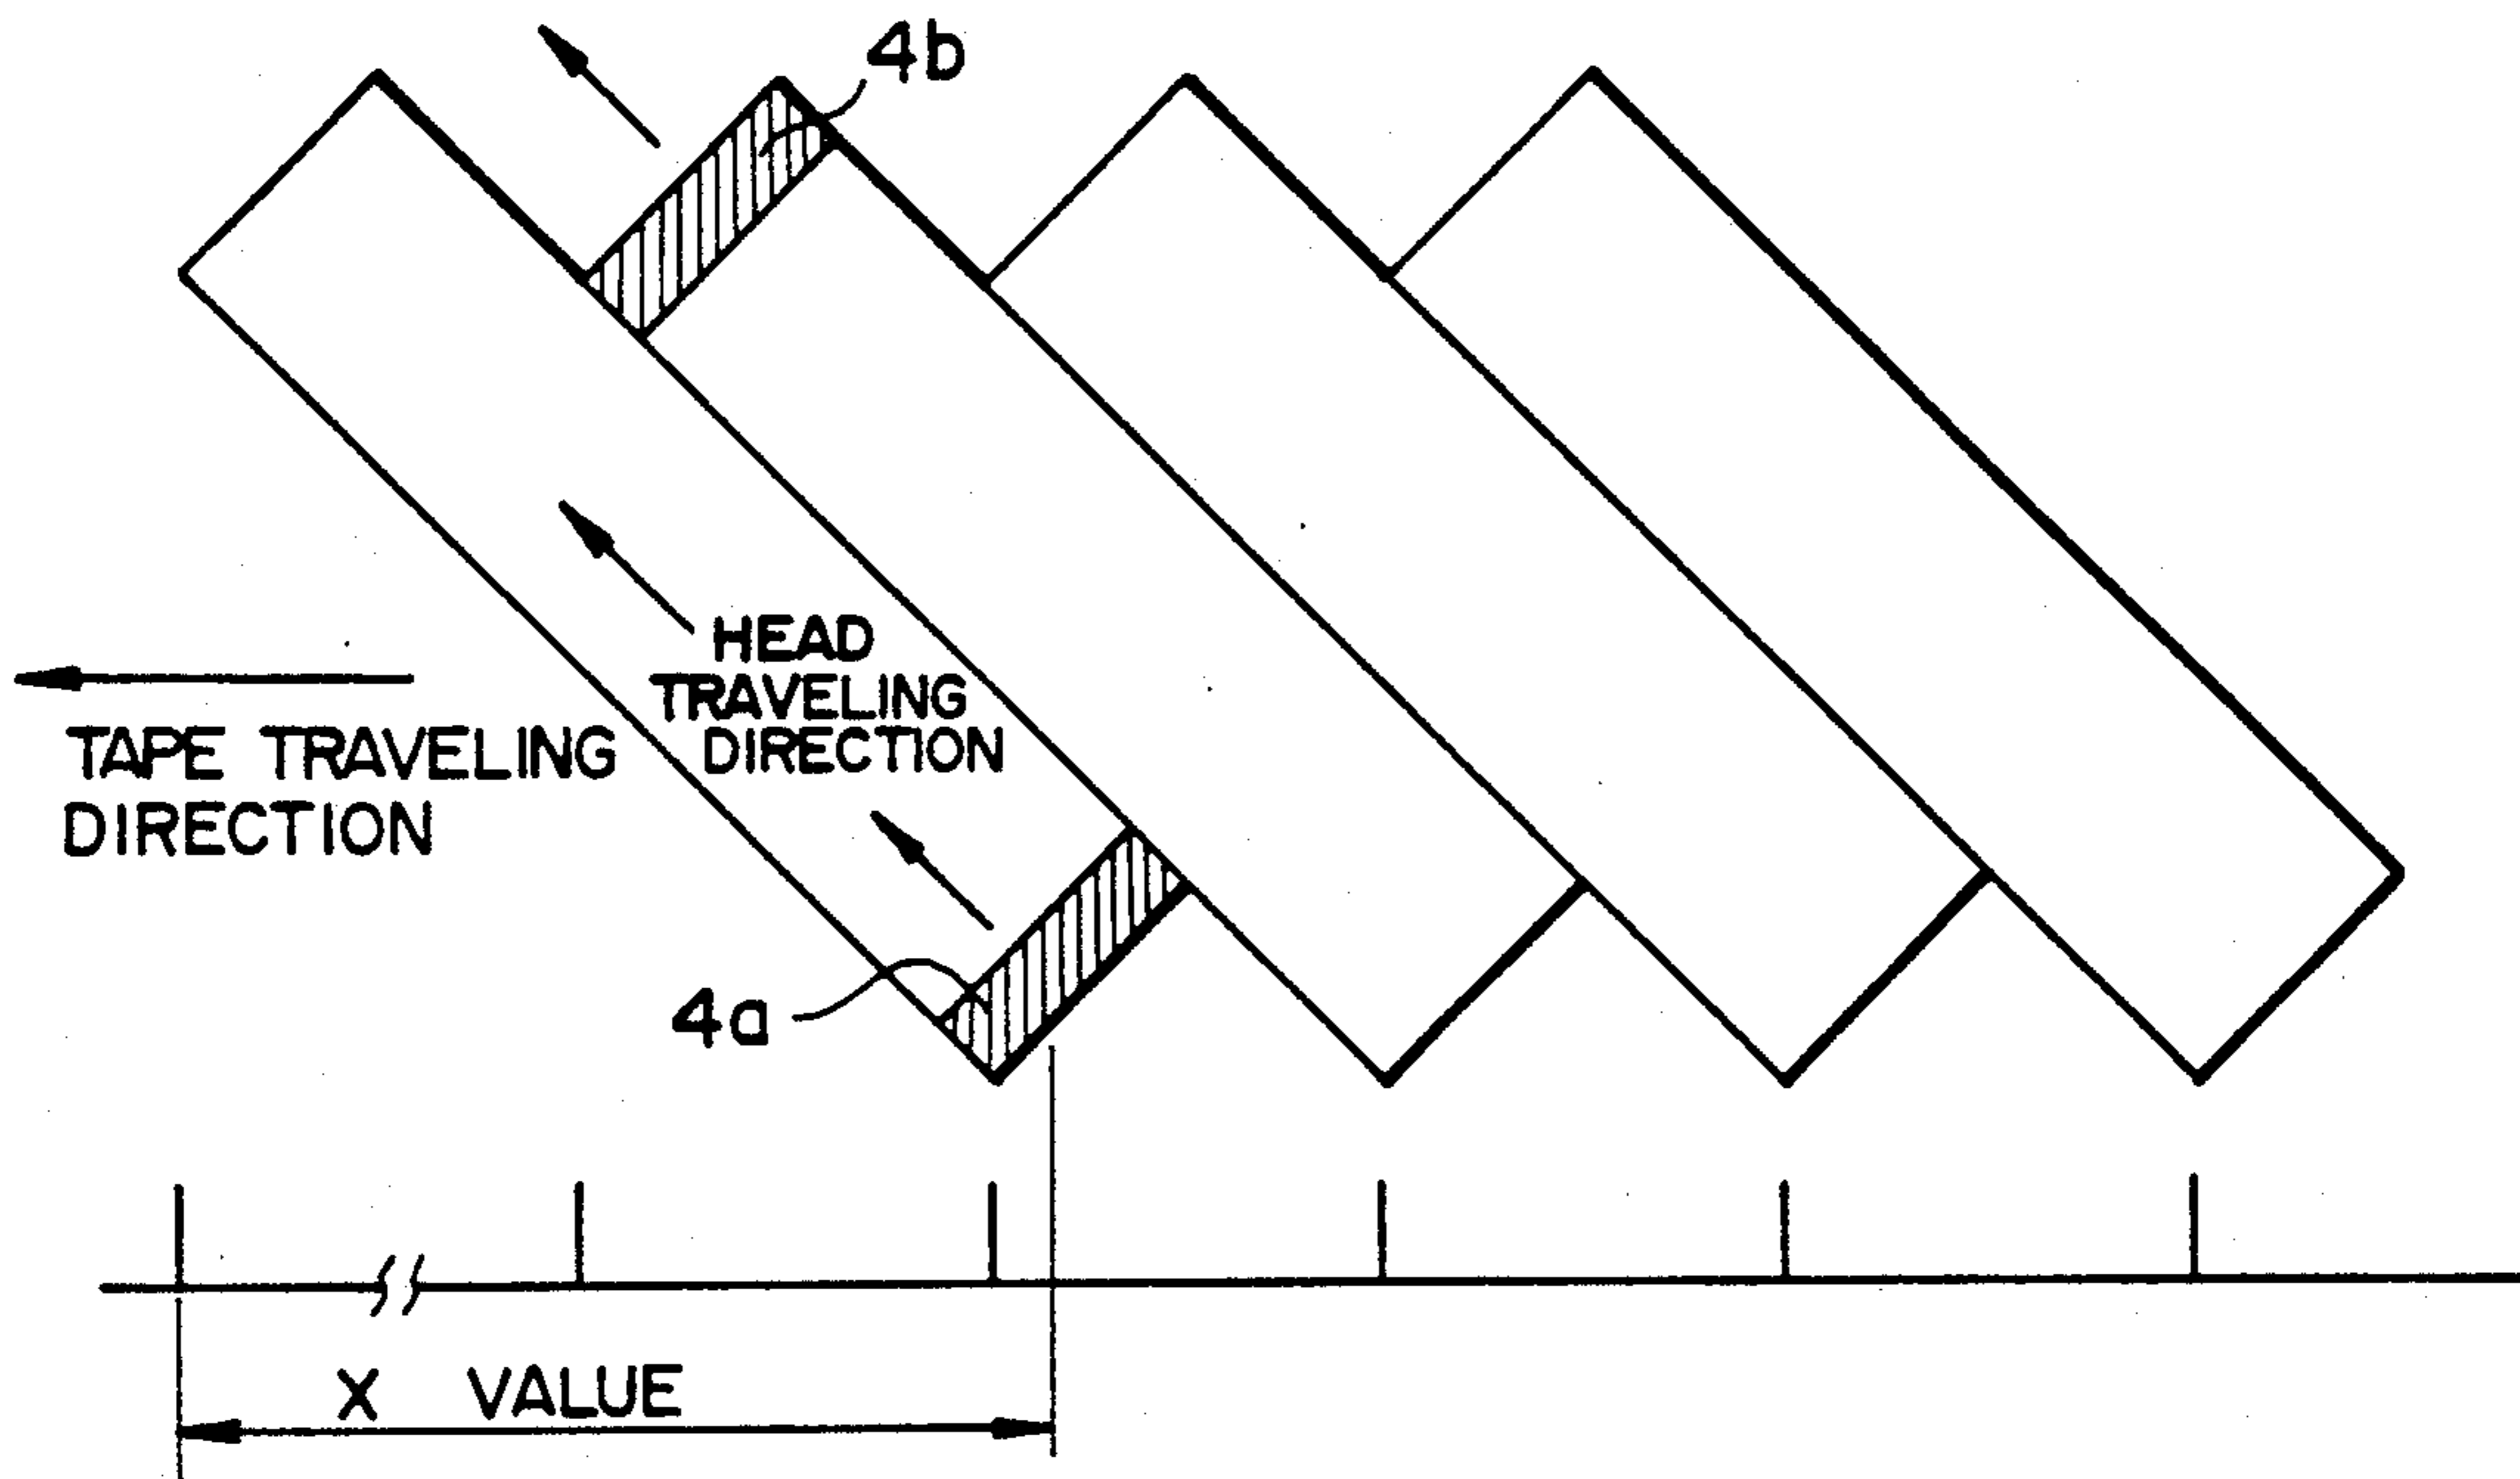 4b
HEAD
TRAVELING
DIRECTION
TAPE TRAVELING
DIRECTION
4a
X VALUE